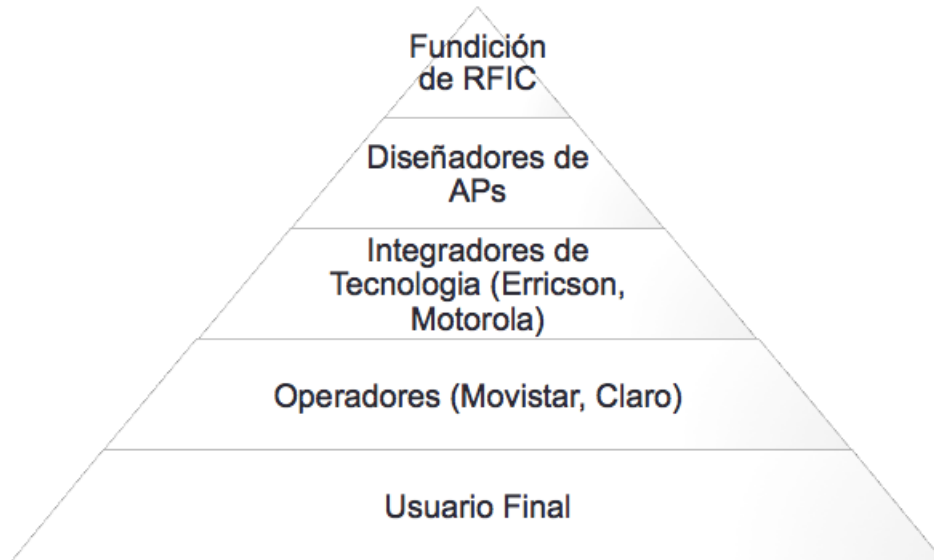 Fundición
de RFIC
Diseñadores de
APs
Integradores de
Tecnologia (Erricson,
Motorola)
Operadores (Movistar, Claro)
Usuario Final